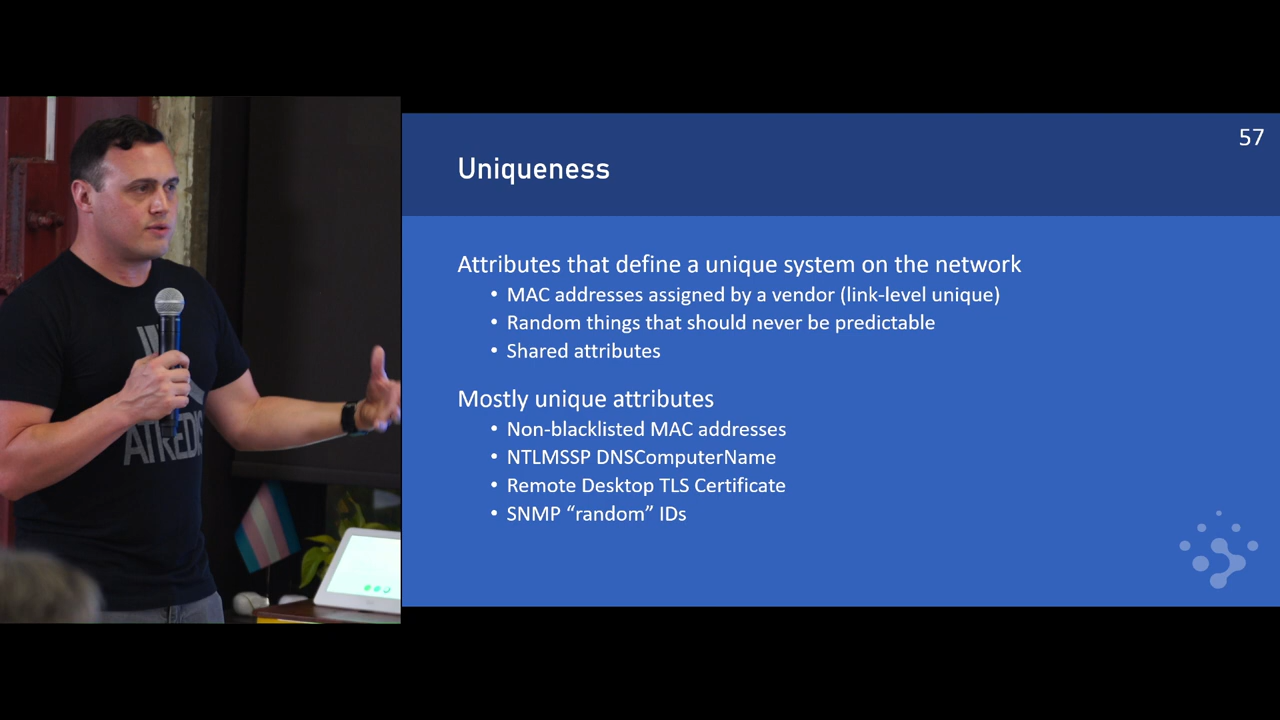 57
Uniqueness
Attributes that define a unique system on the network
• MAC addresses assigned by a vendor (link-level unique)
• Random things that should never be predictable
• Shared attributes
Mostly unique attributes
• Non-blacklisted MAC addresses
• NTLMSSP DNSComputerName
• Remote Desktop TLS Certificate
• SNMP “random” IDs
ATREDIS